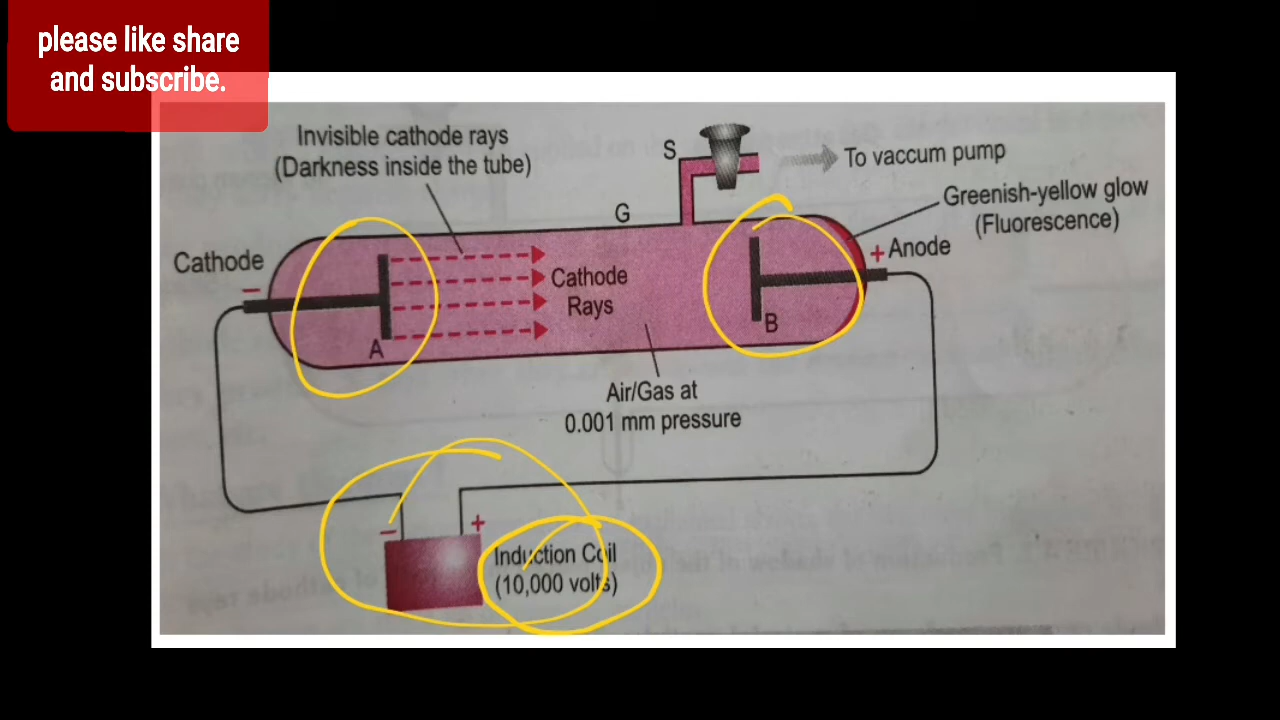 please like share
and subscribe.
Invisible cathode rays
(Darkness inside the tube)
S
To vaccum pump
G
Greenish-yellow glow
(Fluorescence)
Cathode
−
+ Anode
Cathode
Rays
A
B
Air/Gas at
0.001 mm pressure
− +
Induction Coil
(10,000 volts)